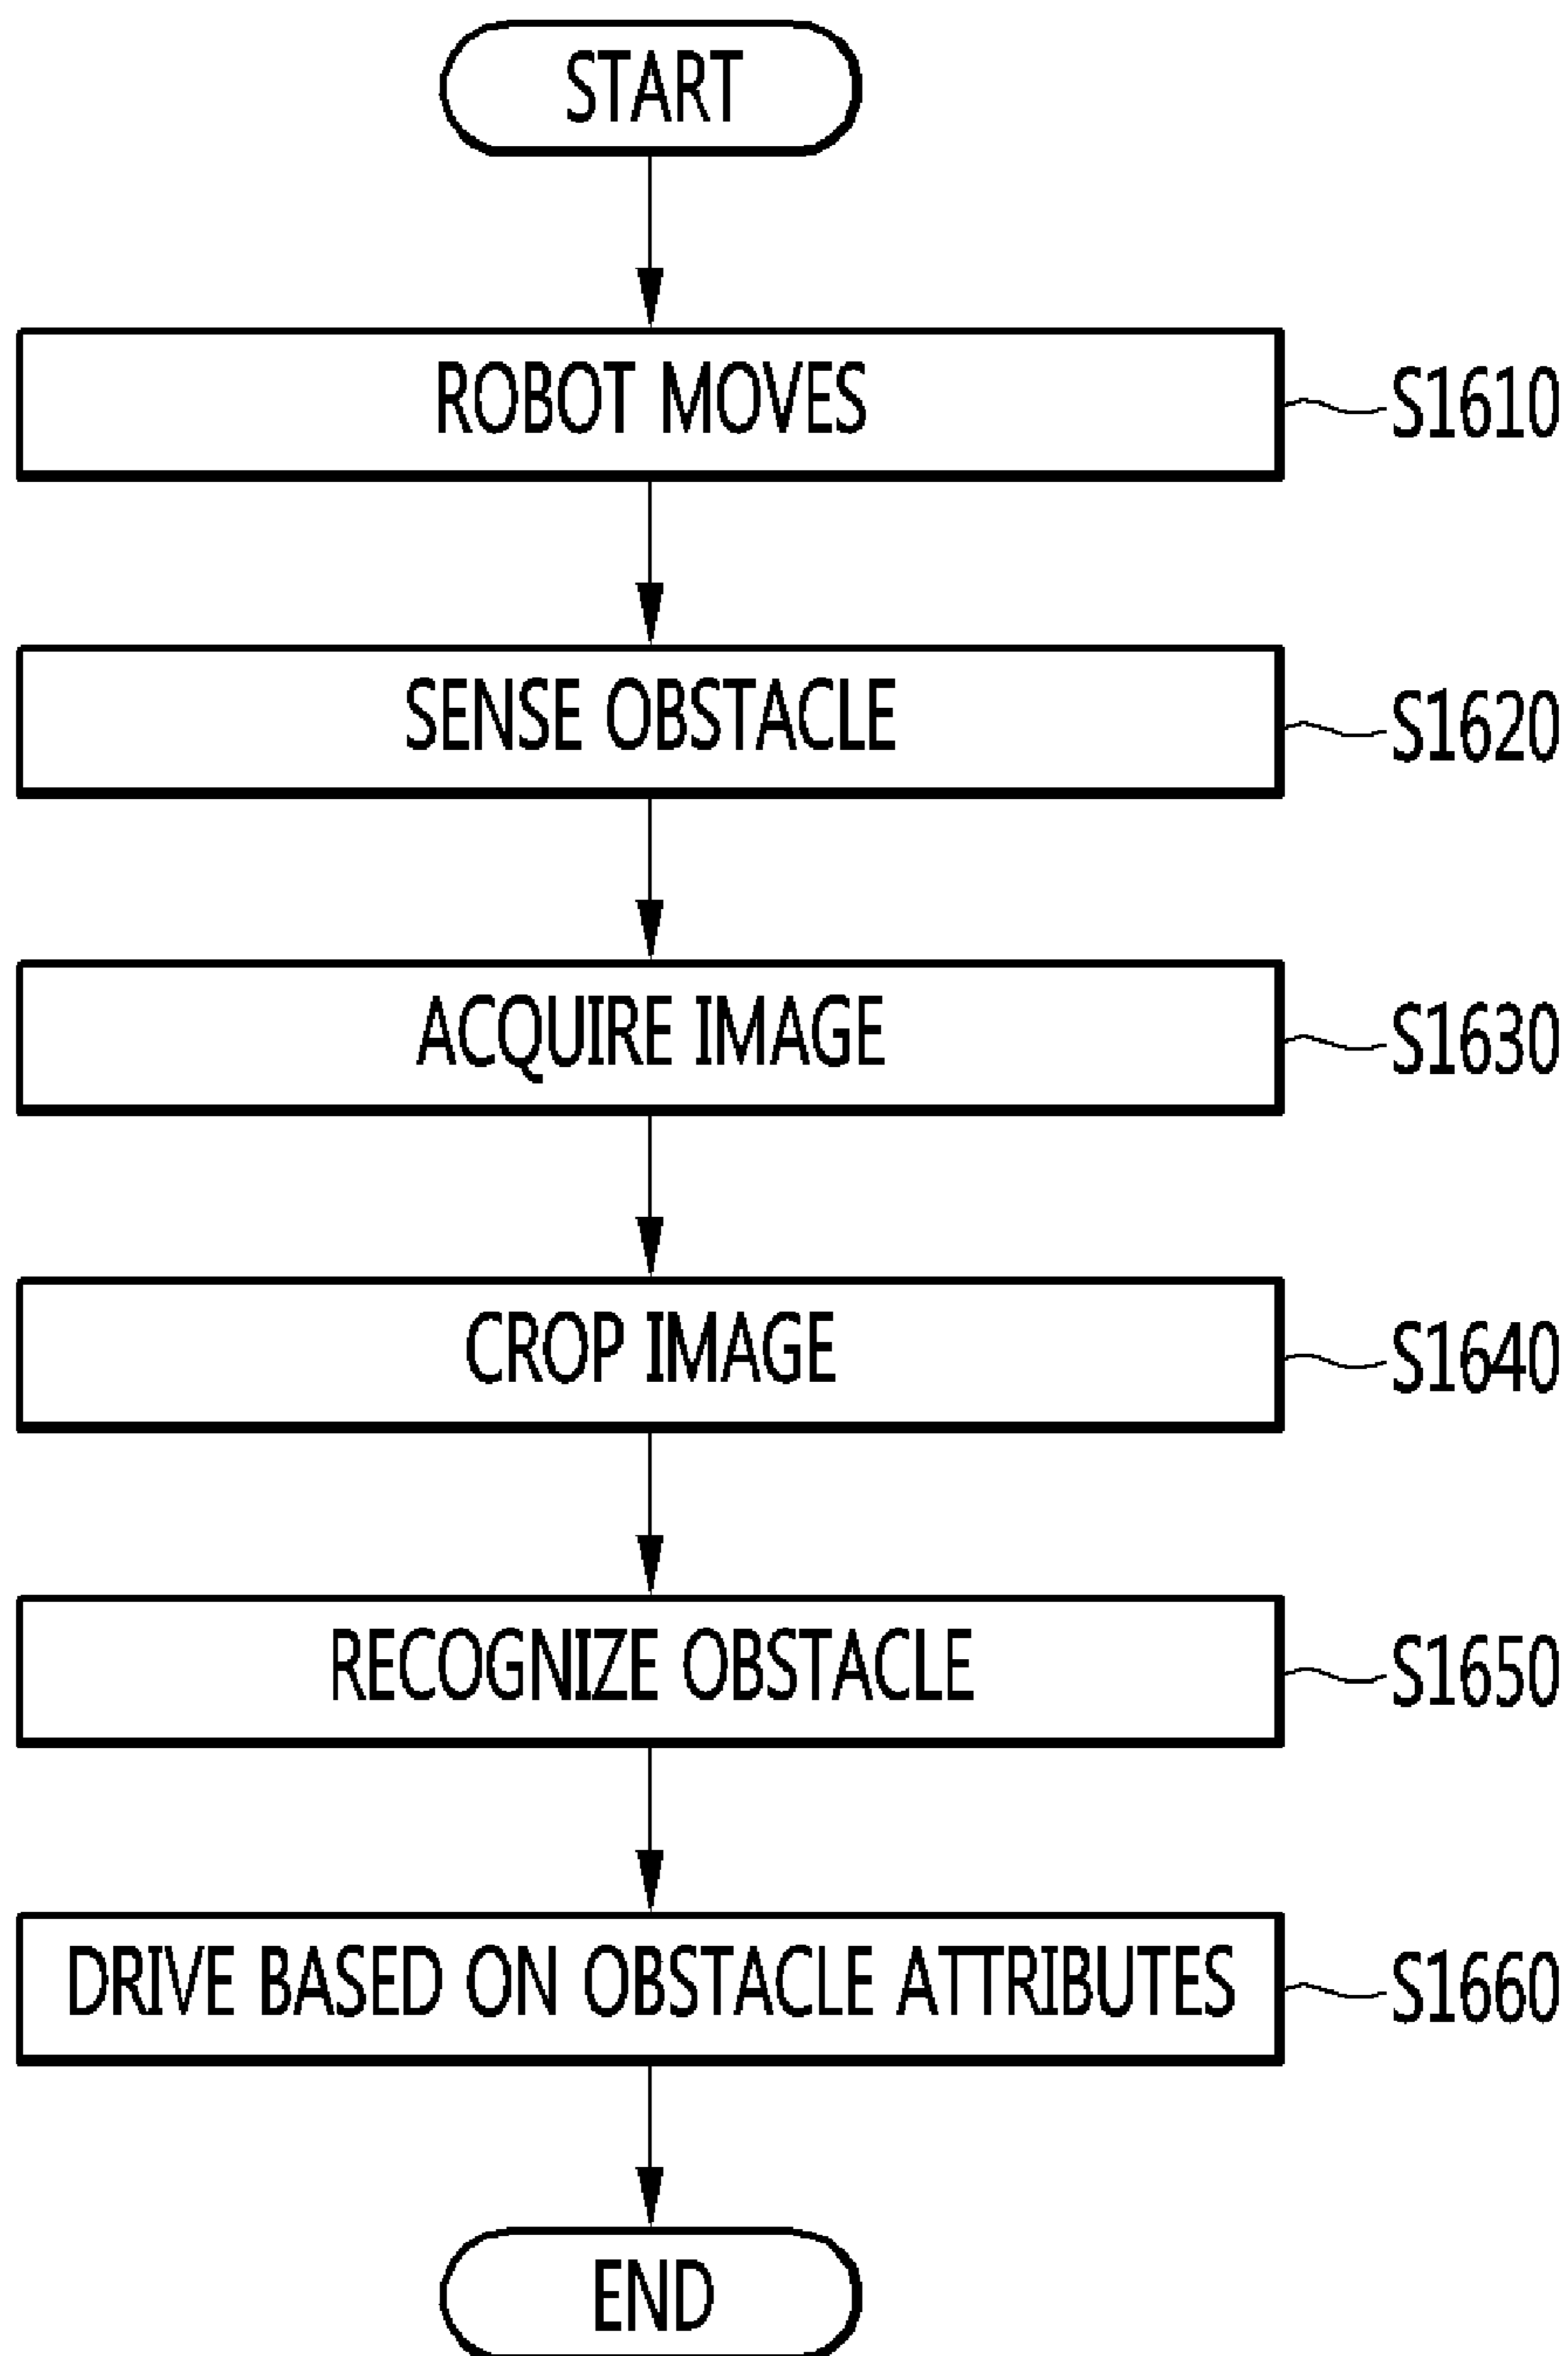 START
ROBOT MOVES
S1610
SENSE OBSTACLE
S1620
ACQUIRE IMAGE
S1630
CROP IMAGE
S1640
RECOGNIZE OBSTACLE
S1650
DRIVE BASED ON OBSTACLE ATTRIBUTES
S1660
END